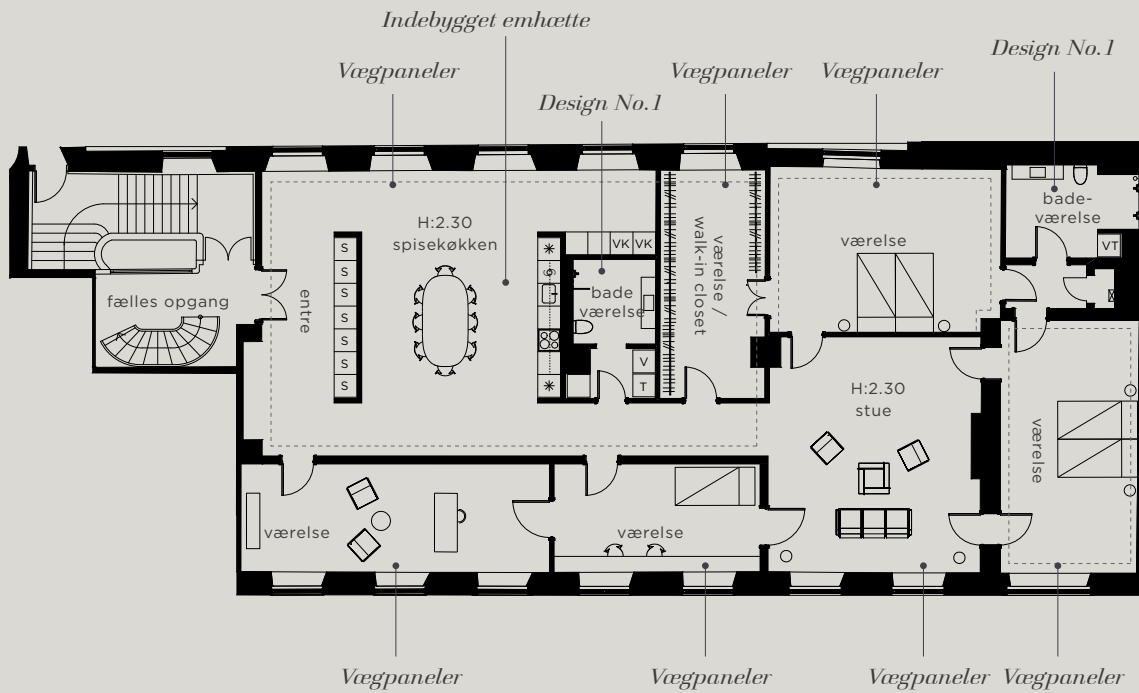 Indebygget emhætte
Design No.1
Vægpaneler
Vægpaneler
Vægpaneler
Design No.1
bade-
værelse
VT
H:2.30
spisekøkken
VK
VK
værelse /
walk-in closet
værelse
fælles opgang
entre
S
S
S
S
S
S
S
bade
værelse
V
T
H:2.30
stue
værelse
værelse
værelse
Vægpaneler
Vægpaneler
Vægpaneler
Vægpaneler